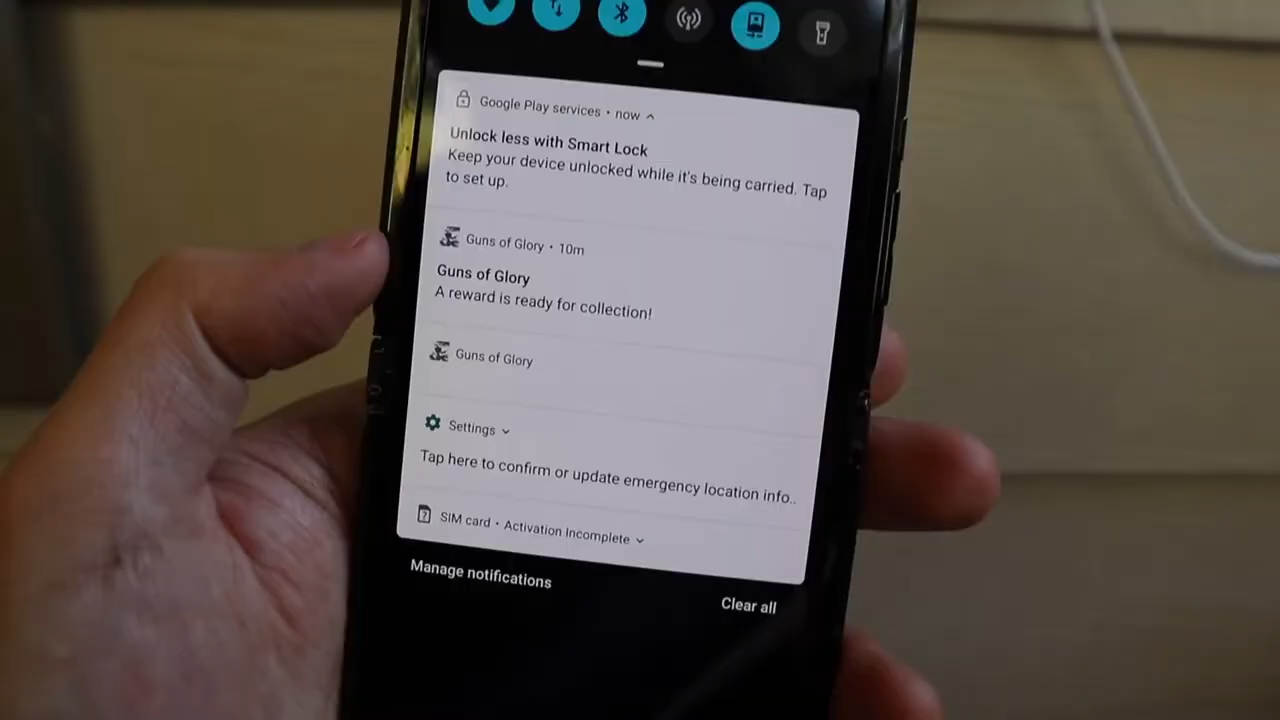 Google Play services • now
Unlock less with Smart Lock
Keep your device unlocked while it's being carried. Tap
to set up.
Guns of Glory • 10m
Guns of Glory
A reward is ready for collection!
Guns of Glory
Settings
Tap here to confirm or update emergency location info..
SIM card • Activation Incomplete
Manage notifications
Clear all